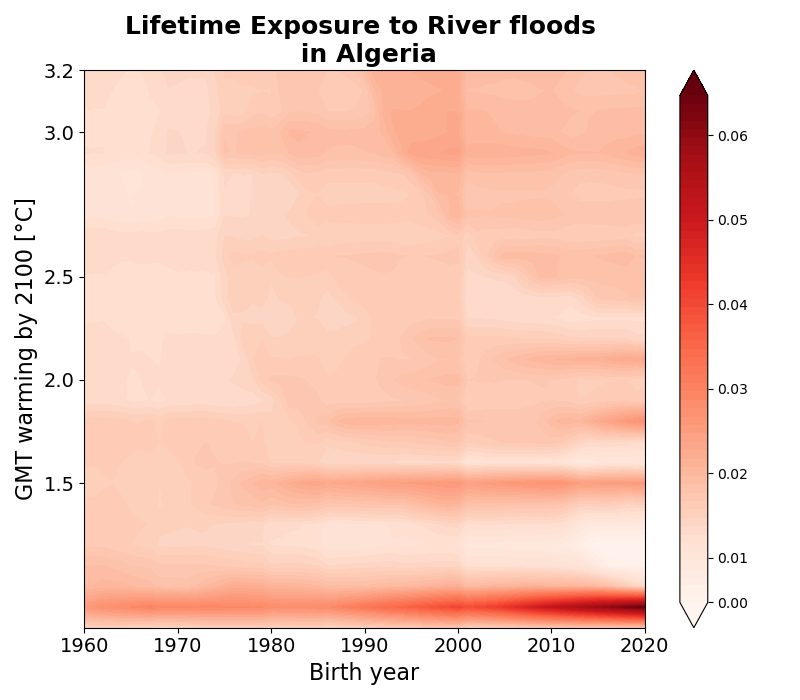 Lifetime Exposure to River floods
in Algeria
3.2
3.0
2.5
2.0
1.5
GMT warming by 2100 [°C]
1960 1970 1980 1990 2000 2010 2020
Birth year
0.06
0.05
0.04
0.03
0.02
0.01
0.00